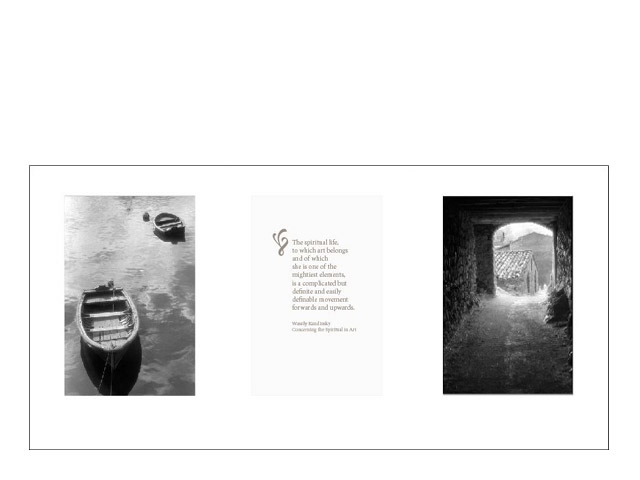 The spiritual life,
to which art belongs
and of which
she is one of the
mightiest elements,
is a complicated but
definite and easily
definable movement
forwards and upwards.
Wassily Kandinsky
Concerning the Spiritual in Art